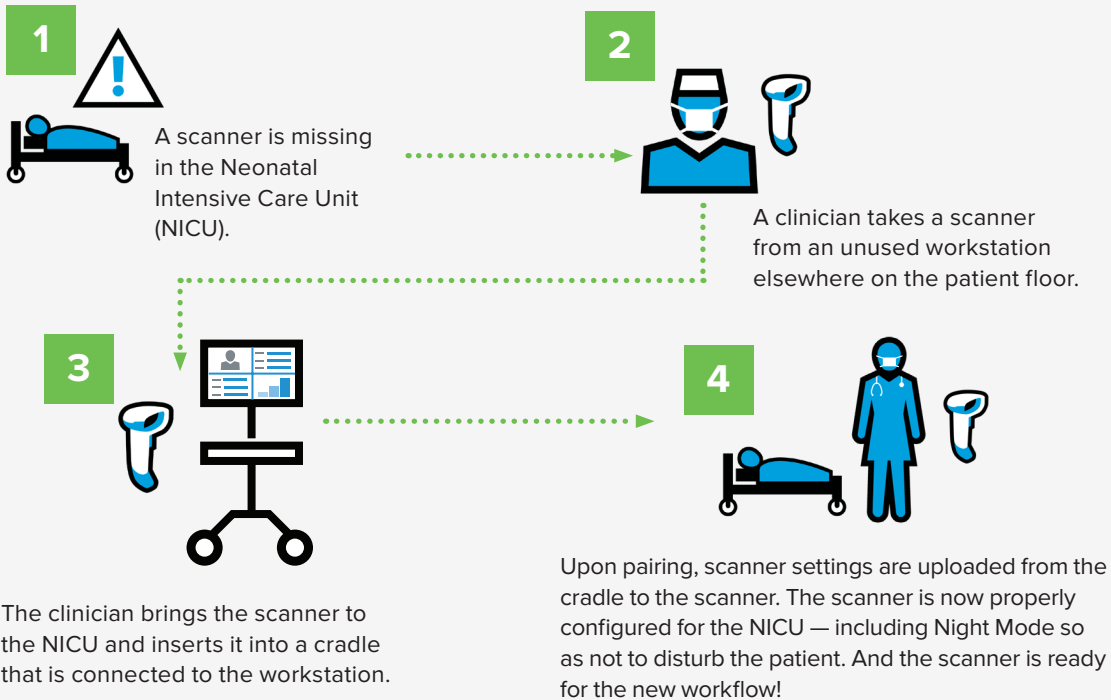 1
A scanner is missing
in the Neonatal
Intensive Care Unit
(NICU).
2
A clinician takes a scanner
from an unused workstation
elsewhere on the patient floor.
3
The clinician brings the scanner to
the NICU and inserts it into a cradle
that is connected to the workstation.
4
Upon pairing, scanner settings are uploaded from the
cradle to the scanner. The scanner is now properly
configured for the NICU — including Night Mode so
as not to disturb the patient. And the scanner is ready
for the new workflow!